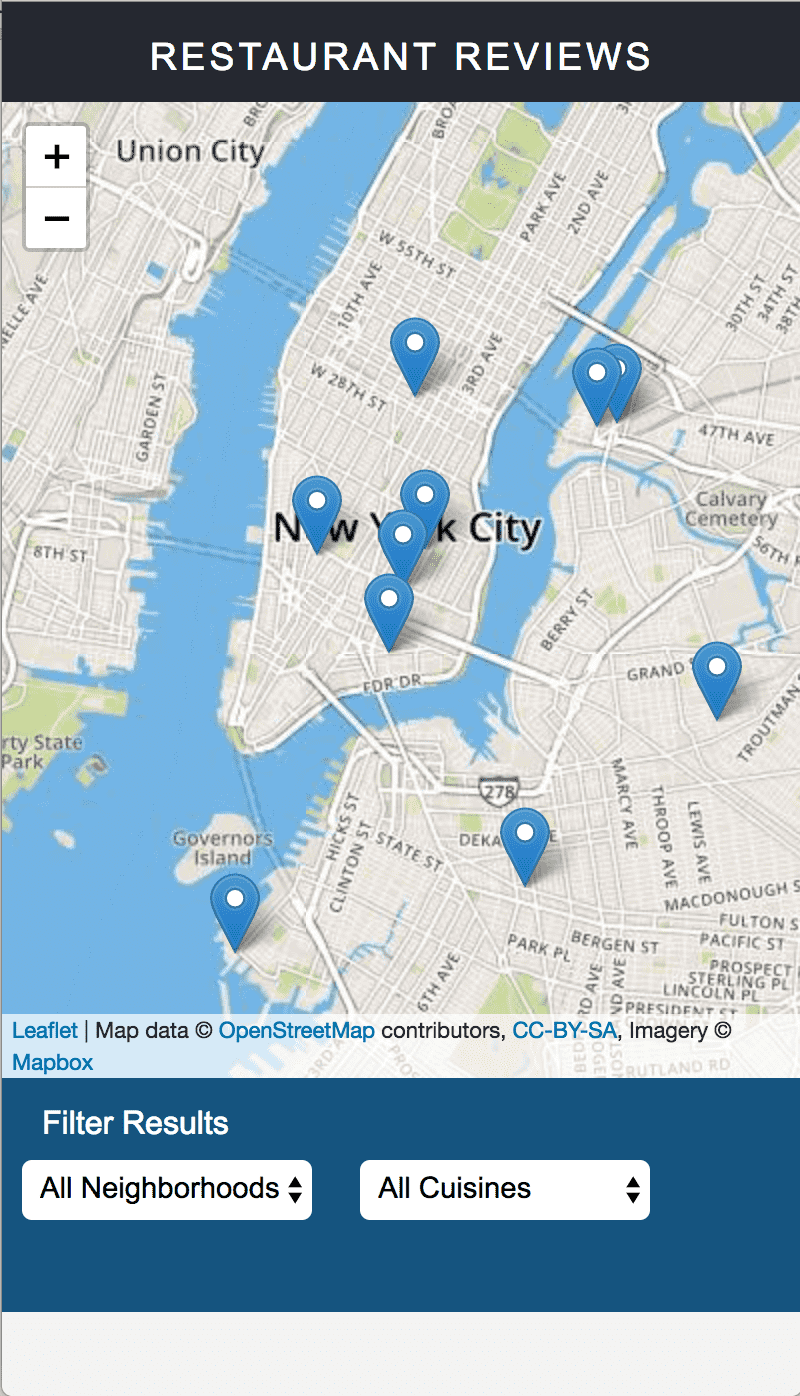 RESTAURANT REVIEWS
+
−
Union City
PARK AVE
2ND AVE
W 55TH ST
10TH AVE
30TH ST
34TH ST
38TH
3RD AVE
W 28TH ST
GARDEN ST
47TH AVE
Calvary
Cemetery
New York City
8TH ST
56TH
BERRY ST
GRAND
FDR DR
TROUTMAN
rty State
Park
278
MARCY AVE
THROOP AVE
LEWIS AVE
Governors
Island
HICKS ST
CLINTON ST
STATE ST
DEKA
E
MACDONOUGH S
FULTON S
PACIFIC ST
PARK PL
BERGEN ST
PROSPECT
STERLING PL
LINCOLN PL
PRESIDENT ST
6TH AVE
RUTLAND RD
Leaflet | Map data © OpenStreetMap contributors, CC-BY-SA, Imagery ©
Mapbox
Filter Results
All Neighborhoods
All Cuisines